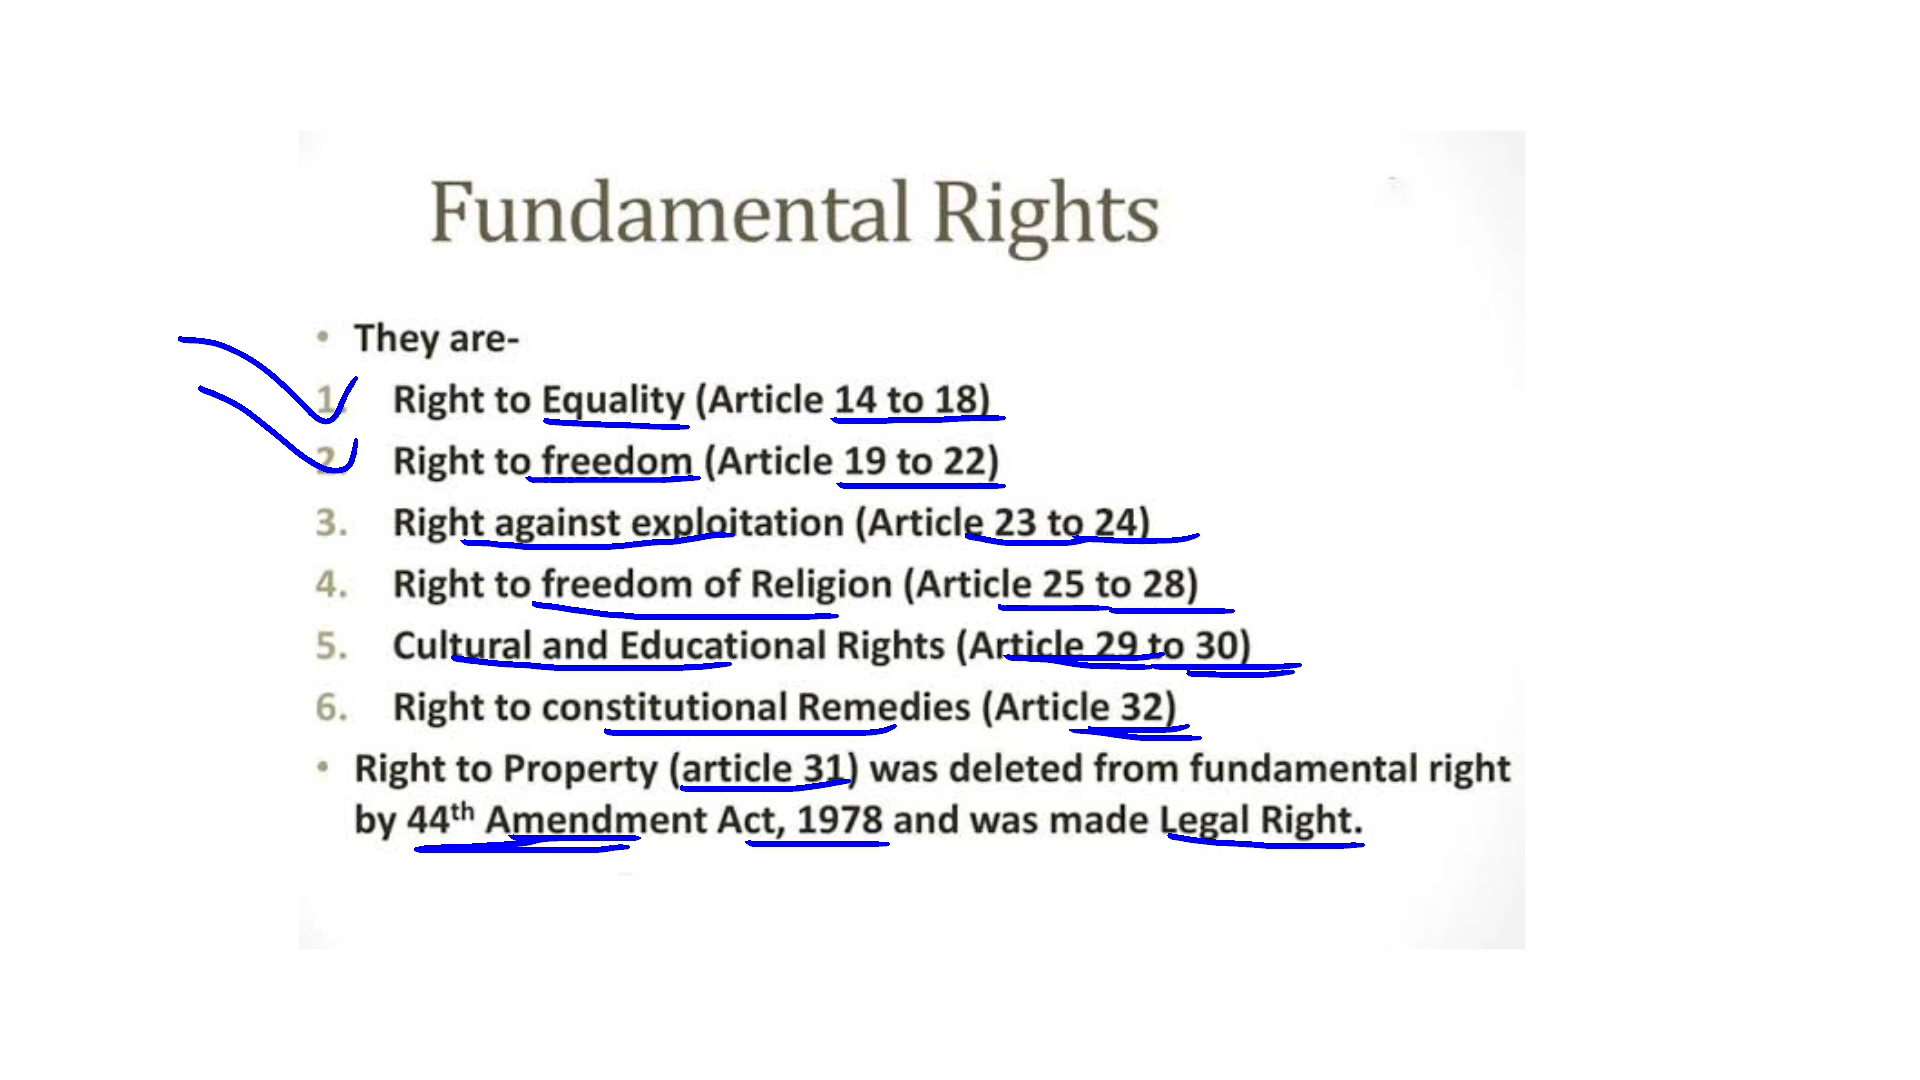 Fundamental Rights
• They are-
1. Right to Equality (Article 14 to 18)
2. Right to freedom (Article 19 to 22)
3. Right against exploitation (Article 23 to 24)
4. Right to freedom of Religion (Article 25 to 28)
5. Cultural and Educational Rights (Article 29 to 30)
6. Right to constitutional Remedies (Article 32)
• Right to Property (article 31) was deleted from fundamental right
by 44th Amendment Act, 1978 and was made Legal Right.